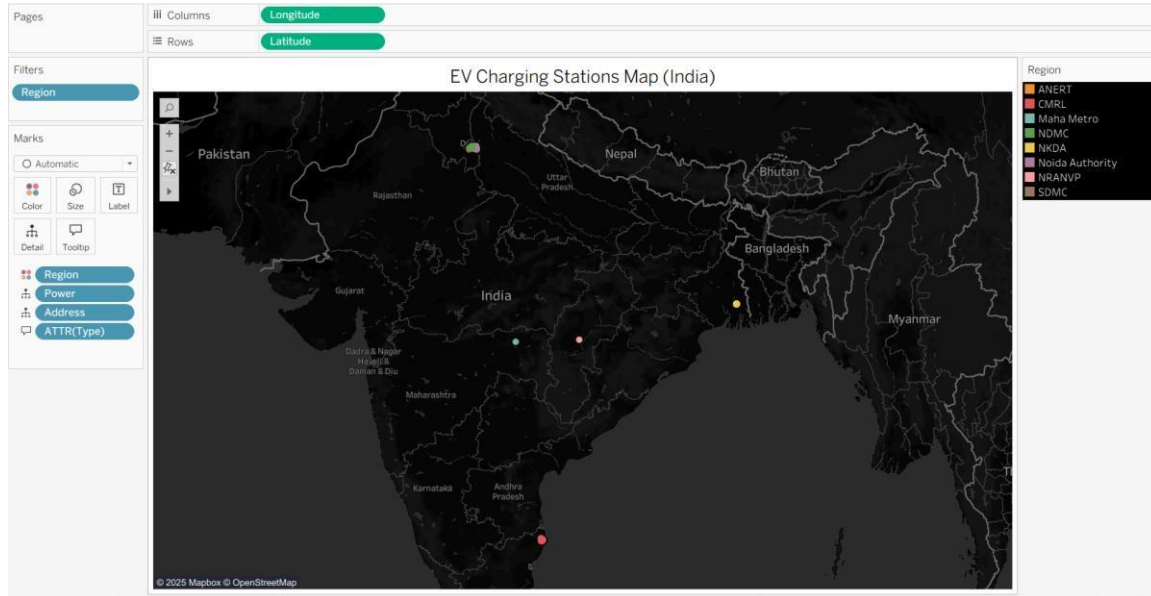 Pages
Columns
Longitude
Rows
Latitude
Filters
Region
Marks
Automatic
Color
Size
Label
Detail
Tooltip
Region
Power
Address
ATTR(Type)
EV Charging Stations Map (India)
Pakistan
Nepal
Bhutan
Uttar
Pradesh
Rajasthan
Bangladesh
Gujarat
India
Myanmar
Dadra & Nagar
Haveli &
Daman & Diu
Maharashtra
Karnataka
Andhra
Pradesh
© 2025 Mapbox © OpenStreetMap
Region
ANERT
CMRL
Maha Metro
NDMC
NKDA
Noida Authority
NRANVP
SDMC